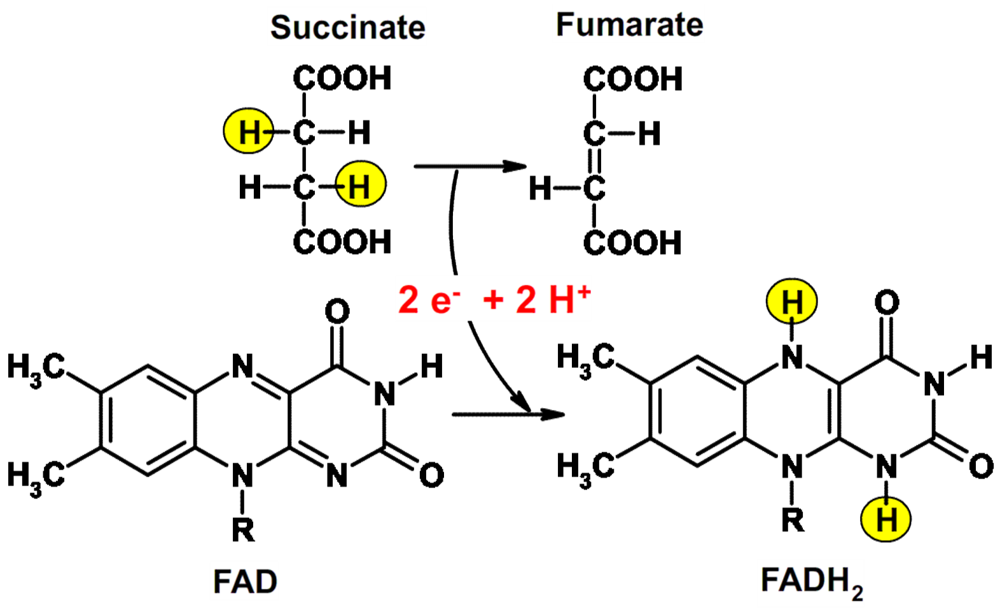 Succinate
Fumarate
COOH
H C H
H C H
COOH
COOH
C H
H C
COOH
2 e⁻ + 2 H⁺
O
H₃C
N
H
N
H₃C
N
N
O
R
FAD
H
O
H₃C
N
H
N
H₃C
N
N
O
R
H
FADH₂